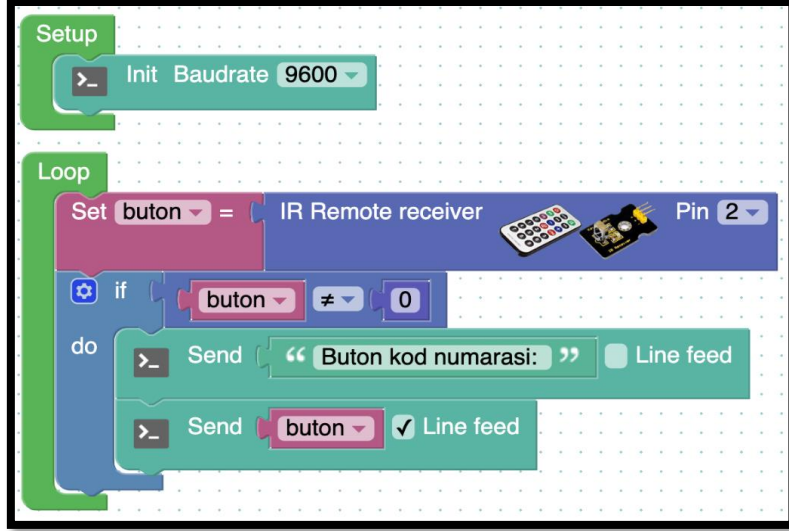 Setup
Init Baudrate 9600
Loop
Set buton = IR Remote receiver Pin 2
if buton ≠ 0
do
Send “ Buton kod numarasi: ” Line feed
Send buton ✓ Line feed